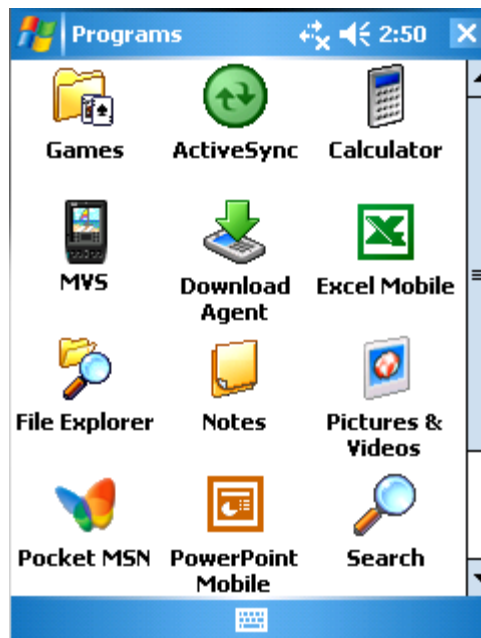 Programs 2:50
Games ActiveSync Calculator
MVS Download Agent Excel Mobile
File Explorer Notes Pictures & Videos
Pocket MSN PowerPoint Mobile Search